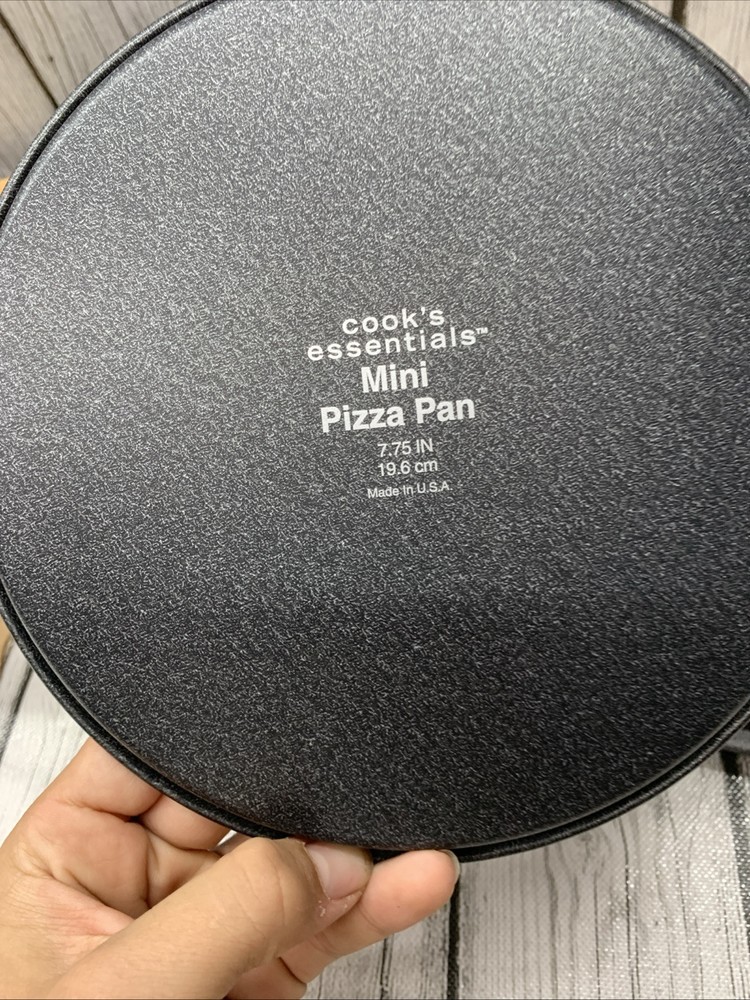 cook's
essentials™
Mini
Pizza Pan
7.75 IN
19.6 cm
Made in U.S.A.